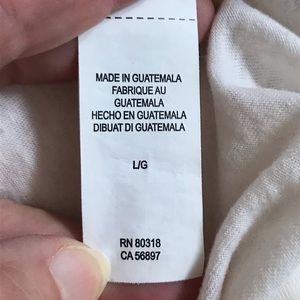 MADE IN GUATEMALA
FABRIQUE AU
GUATEMALA
HECHO EN GUATEMALA
DIBUAT DI GUATEMALA
L/G
RN 80318
CA 56897